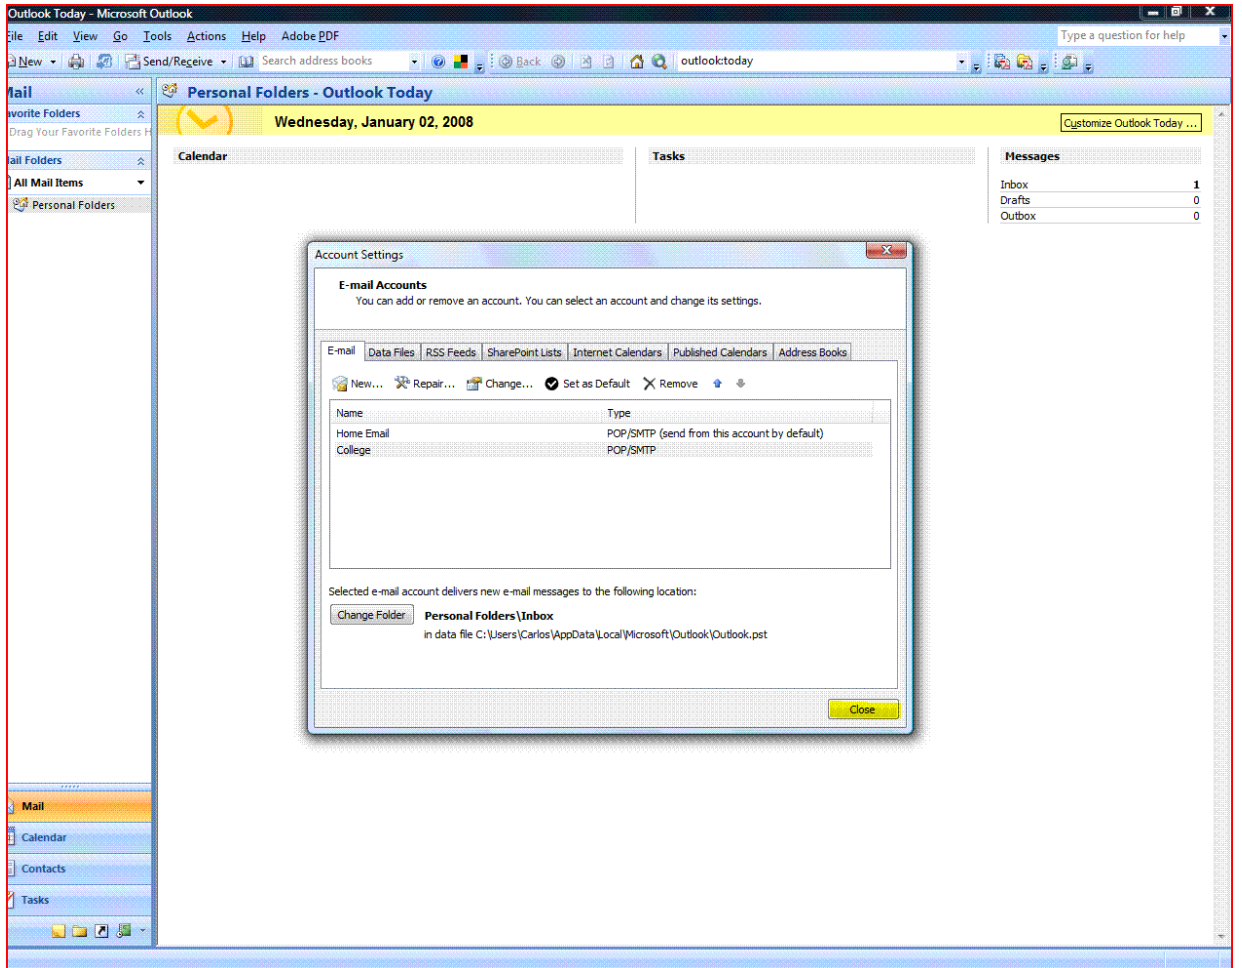 Outlook Today - Microsoft Outlook
File Edit View Go Tools Actions Help Adobe PDF Type a question for help
New Send/Receive Search address books Back outlook:today
Mail
Personal Folders - Outlook Today
avorite Folders
Drag Your Favorite Folders H
Wednesday, January 02, 2008
Customize Outlook Today ...
ail Folders
All Mail Items
Personal Folders
Calendar
Tasks
Messages
Inbox 1
Drafts 0
Outbox 0
Account Settings
E-mail Accounts
You can add or remove an account. You can select an account and change its settings.
E-mail Data Files RSS Feeds SharePoint Lists Internet Calendars Published Calendars Address Books
New... Repair... Change... Set as Default Remove
Name Type
Home Email POP/SMTP (send from this account by default)
College POP/SMTP
Selected e-mail account delivers new e-mail messages to the following location:
Change Folder Personal Folders\Inbox
in data file C:\Users\Carlos\AppData\Local\Microsoft\Outlook\Outlook.pst
Close
Mail
Calendar
Contacts
Tasks